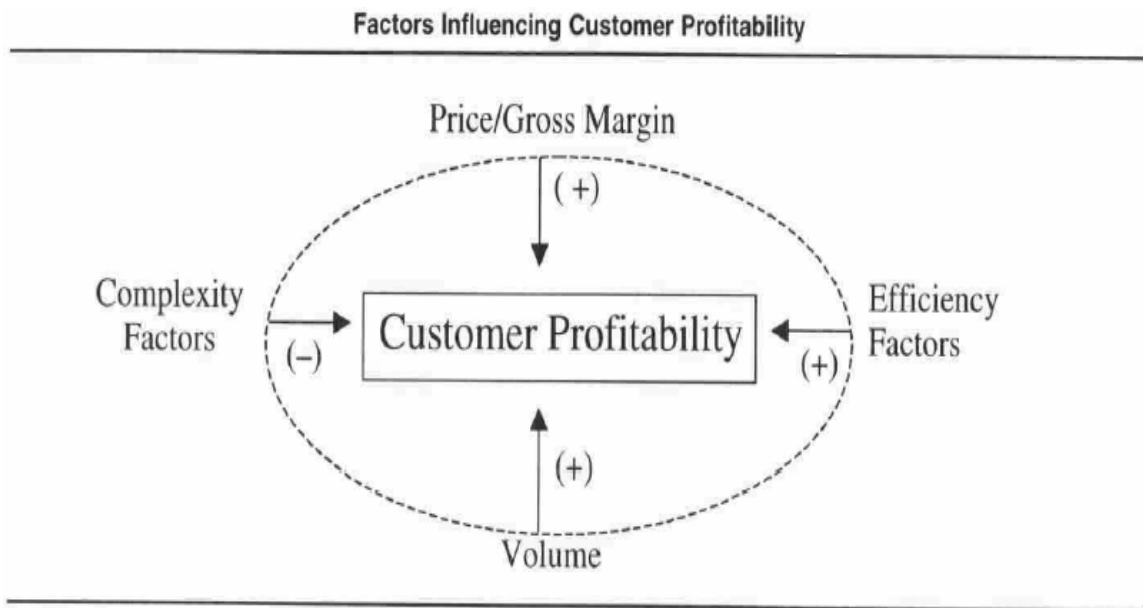 Factors Influencing Customer Profitability
Price/Gross Margin
(+)
Complexity
Factors
(–)
Customer Profitability
Efficiency
Factors
(+)
(+)
Volume